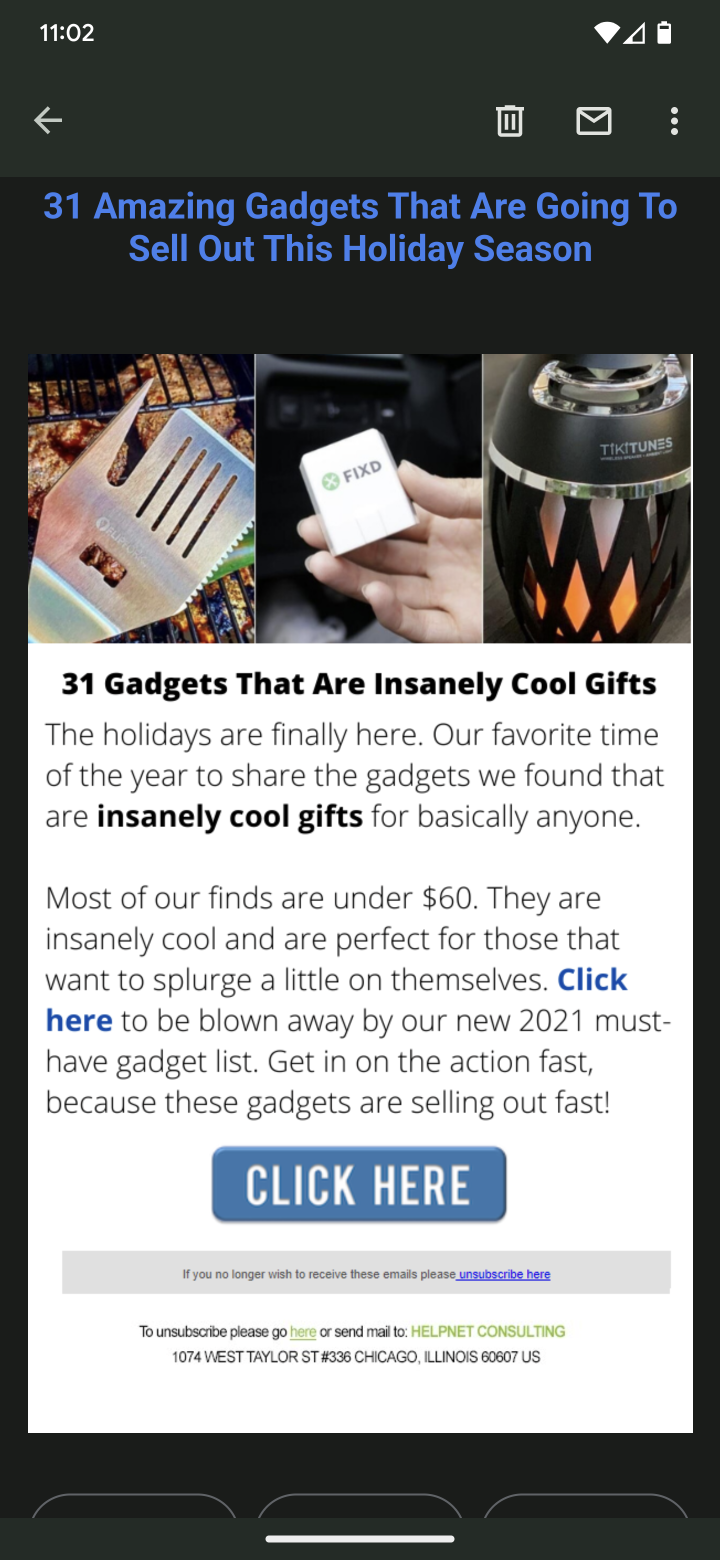 11:02
31 Amazing Gadgets That Are Going To
Sell Out This Holiday Season
FIXD
TIKITUNES
31 Gadgets That Are Insanely Cool Gifts
The holidays are finally here. Our favorite time
of the year to share the gadgets we found that
are insanely cool gifts for basically anyone.
Most of our finds are under $60. They are
insanely cool and are perfect for those that
want to splurge a little on themselves. Click
here to be blown away by our new 2021 must-
have gadget list. Get in on the action fast,
because these gadgets are selling out fast!
CLICK HERE
If you no longer wish to receive these emails please unsubscribe here
To unsubscribe please go here or send mail to: HELPNET CONSULTING
1074 WEST TAYLOR ST #336 CHICAGO, ILLINOIS 60607 US